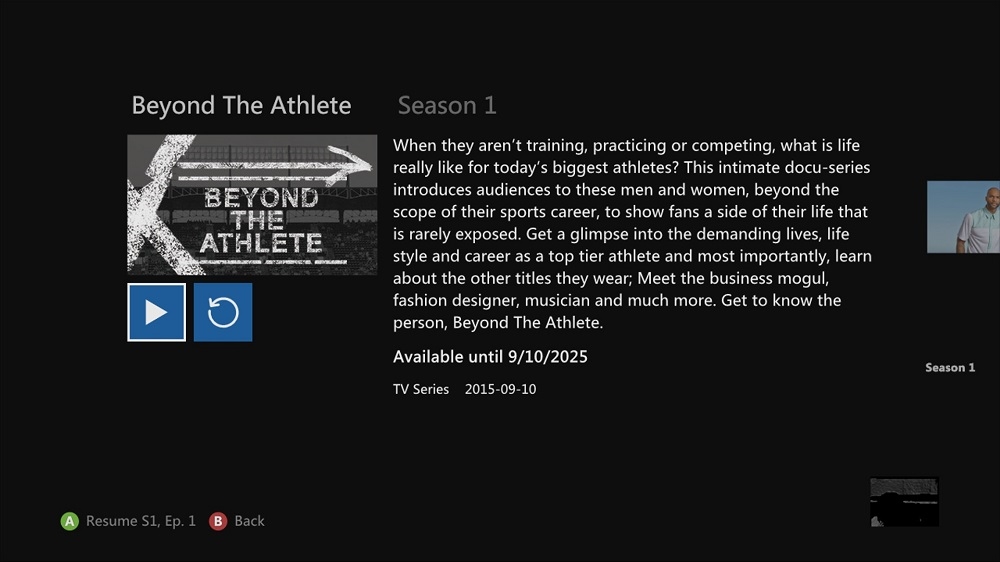 Beyond The Athlete
Season 1
BEYOND
THE
ATHLETE
When they aren't training, practicing or competing, what is life
really like for today's biggest athletes? This intimate docu-series
introduces audiences to these men and women, beyond the
scope of their sports career, to show fans a side of their life that
is rarely exposed. Get a glimpse into the demanding lives, life
style and career as a top tier athlete and most importantly, learn
about the other titles they wear; Meet the business mogul,
fashion designer, musician and much more. Get to know the
person, Beyond The Athlete.
Available until 9/10/2025
TV Series 2015-09-10
Season 1
A Resume S1, Ep. 1 B Back